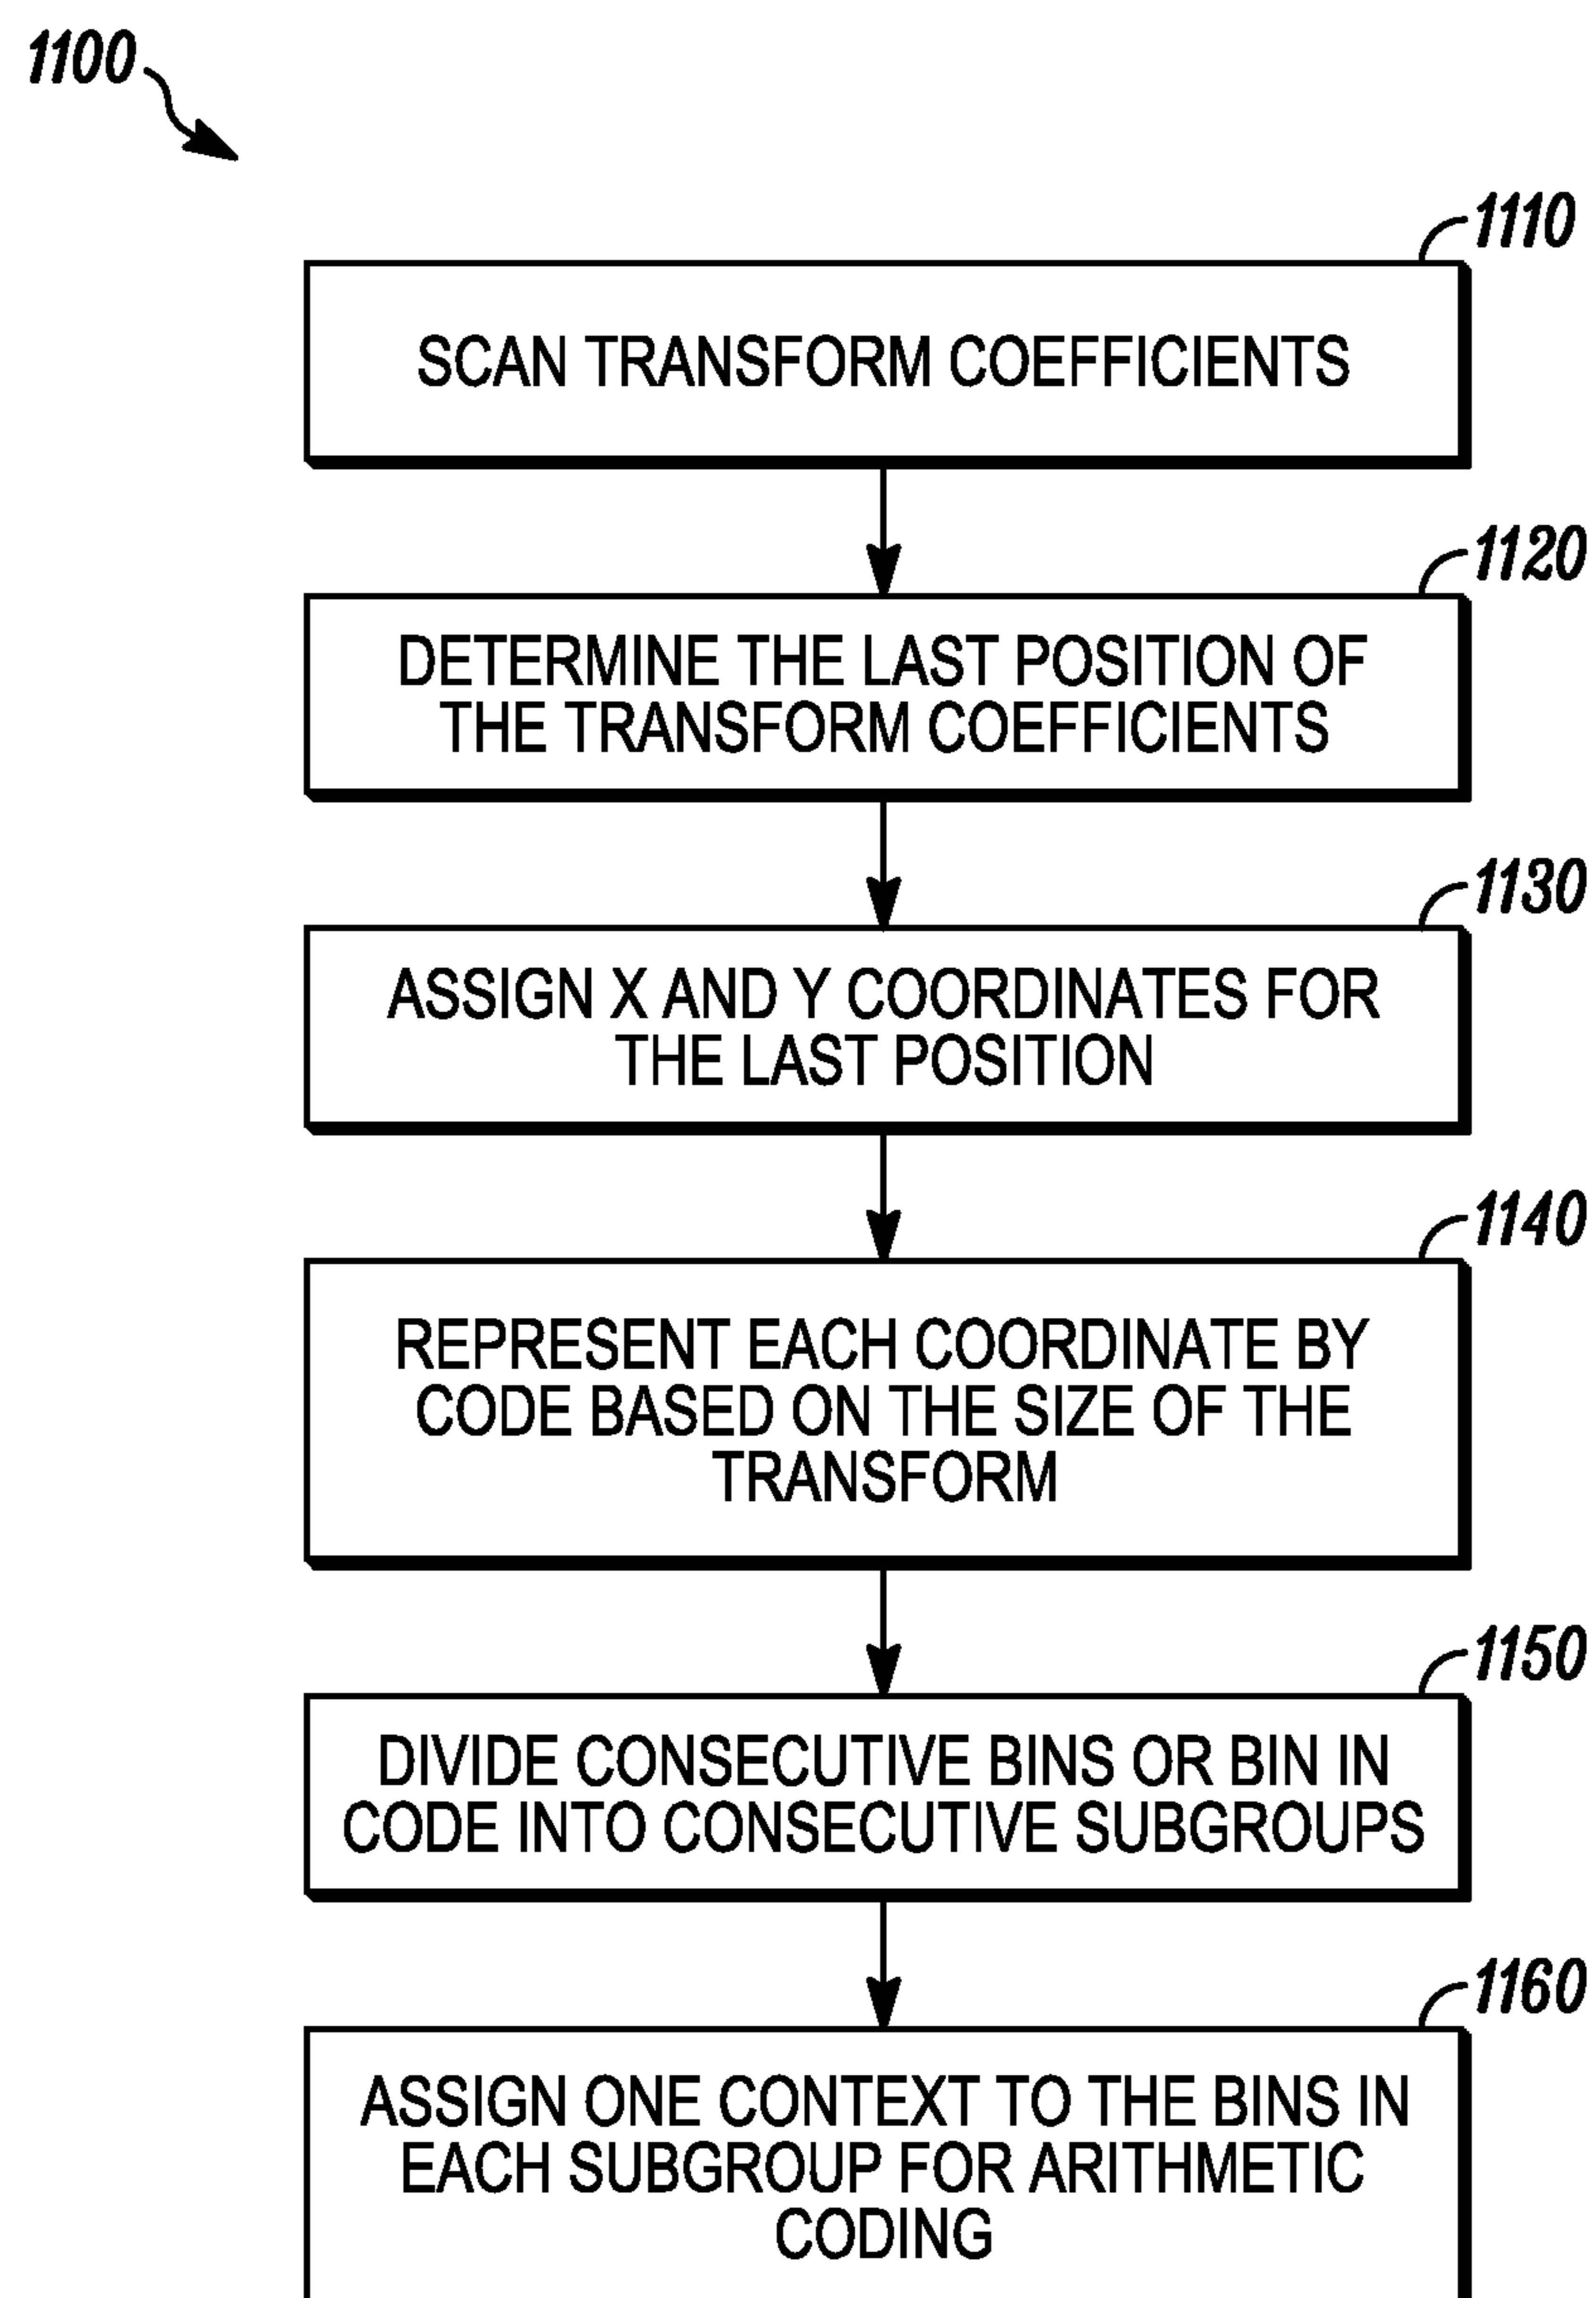 1100
1110
SCAN TRANSFORM COEFFICIENTS
1120
DETERMINE THE LAST POSITION OF
THE TRANSFORM COEFFICIENTS
1130
ASSIGN X AND Y COORDINATES FOR
THE LAST POSITION
1140
REPRESENT EACH COORDINATE BY
CODE BASED ON THE SIZE OF THE
TRANSFORM
1150
DIVIDE CONSECUTIVE BINS OR BIN IN
CODE INTO CONSECUTIVE SUBGROUPS
1160
ASSIGN ONE CONTEXT TO THE BINS IN
EACH SUBGROUP FOR ARITHMETIC
CODING